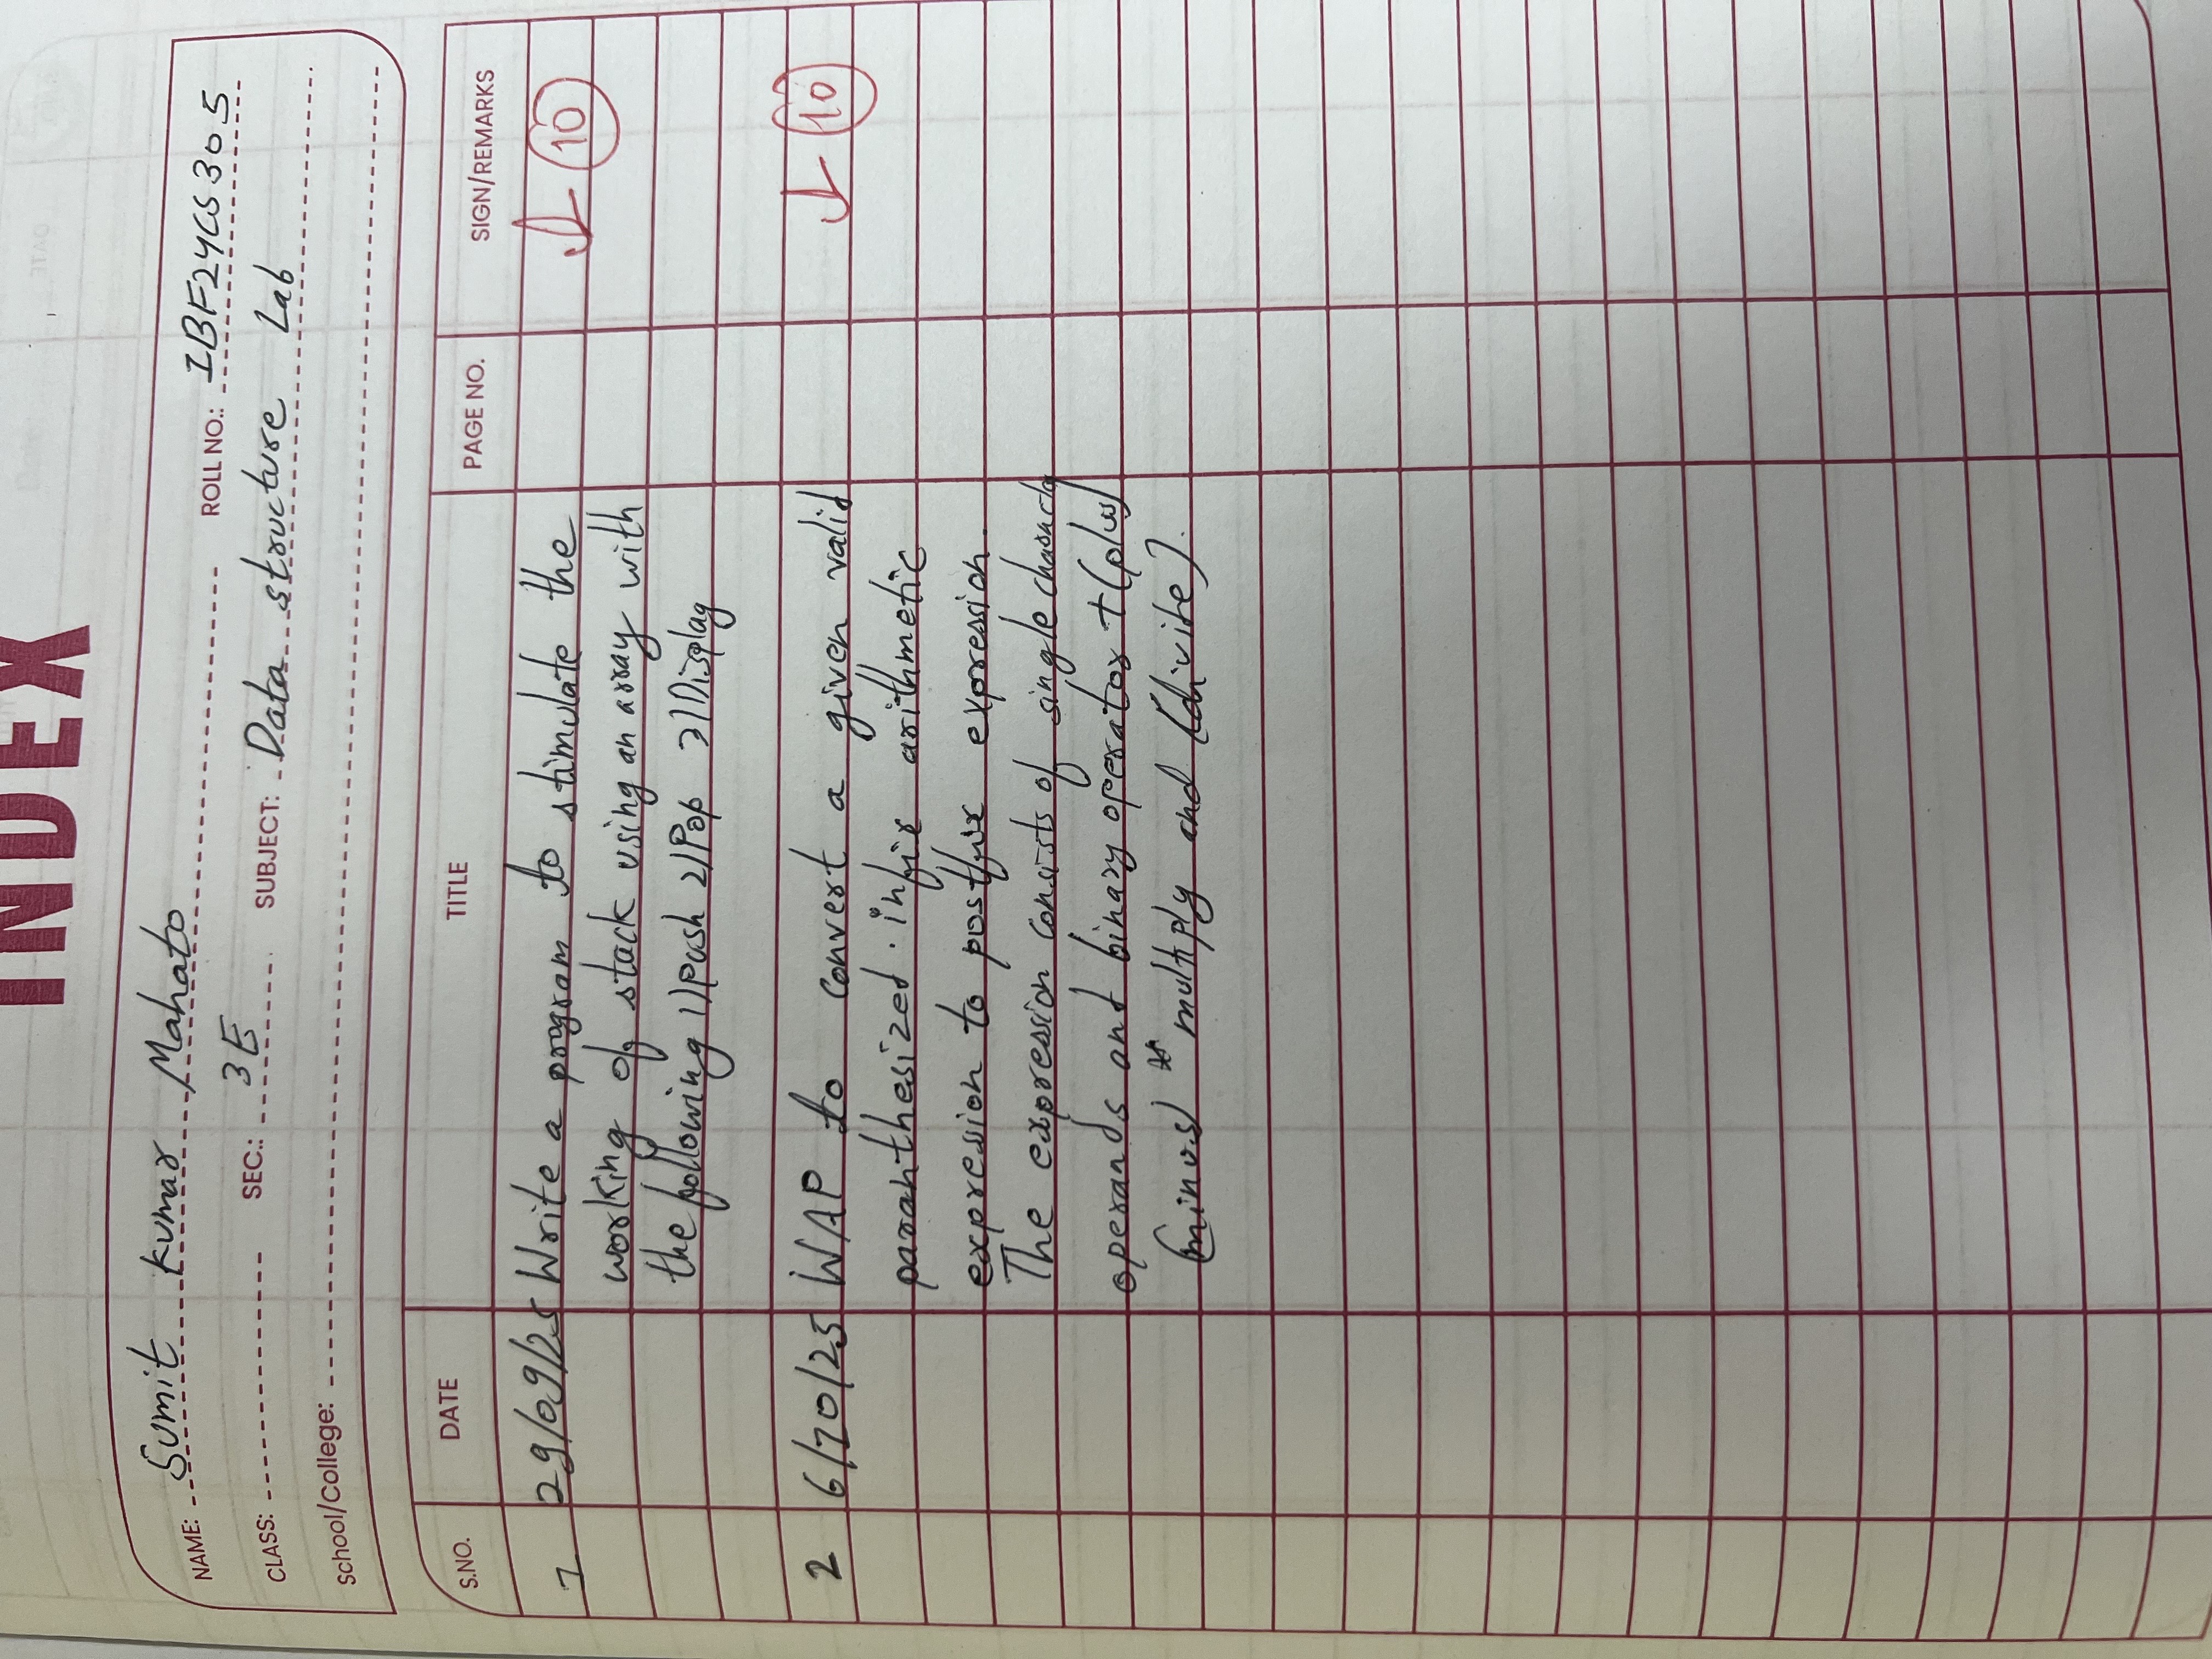 INDEX
NAME: Sumit Kumar Mahato ROLL NO.: IBF24CS305
CLASS: SEC.: 3E SUBJECT: Data structure Lab
School/College:
S.NO. DATE TITLE PAGE NO. SIGN/REMARKS
1 29/09/25 Write a program to stimulate the 10
working of stack using an array with
the following 1)push 2)Pop 3)Display
2 6/10/25 WAP to convert a given valid 10
paranthesized infix arithmetic
expression to postfix expression.
The expression consists of single
operands and binary operator +(plus)
(minus) * multiply and (divite).